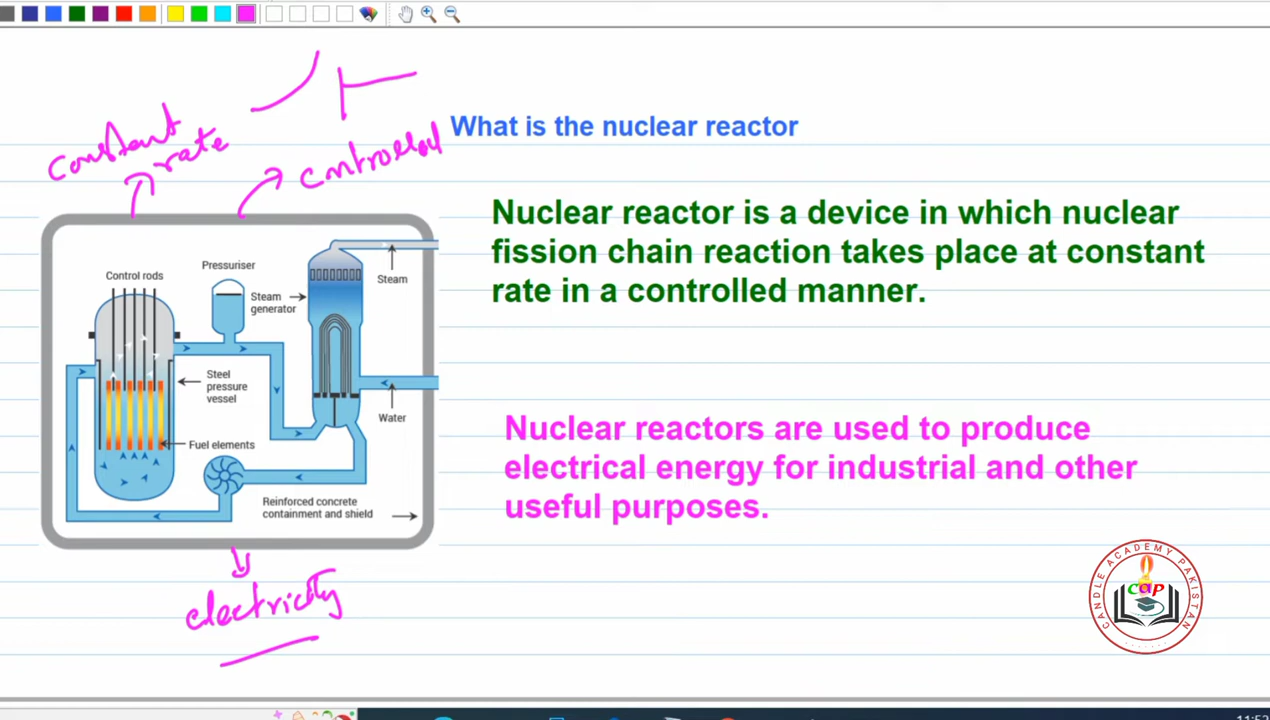 What is the nuclear reactor
constant
rate
controlled
Nuclear reactor is a device in which nuclear
fission chain reaction takes place at constant
rate in a controlled manner.
Control rods
Pressuriser
Steam
generator
Steam
Steel
pressure
vessel
Water
Fuel elements
Reinforced concrete
containment and shield
Nuclear reactors are used to produce
electrical energy for industrial and other
useful purposes.
electricity
CANDLE ACADEMY PAKISTAN
CAP